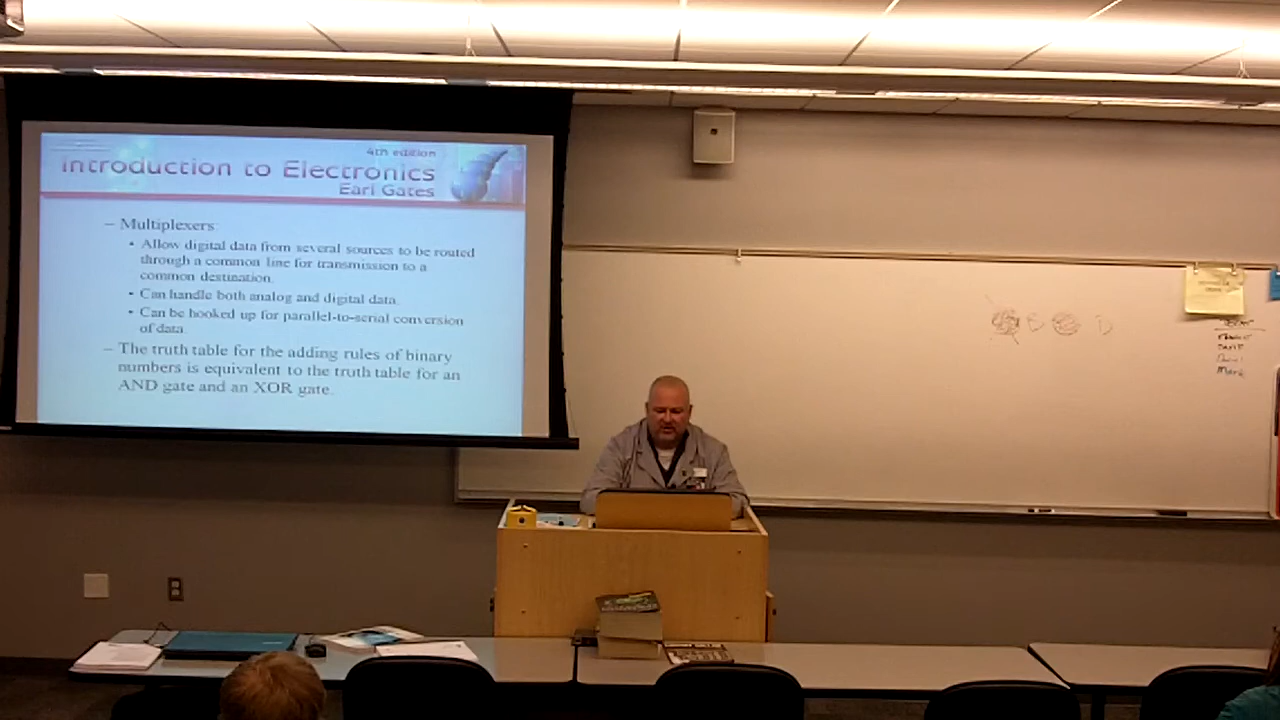 4th edition
Introduction to Electronics
Earl Gates
– Multiplexers:
• Allow digital data from several sources to be routed
through a common line for transmission to a
common destination.
• Can handle both analog and digital data.
• Can be hooked up for parallel-to-serial conversion
of data.
– The truth table for the adding rules of binary
numbers is equivalent to the truth table for an
AND gate and an XOR gate.